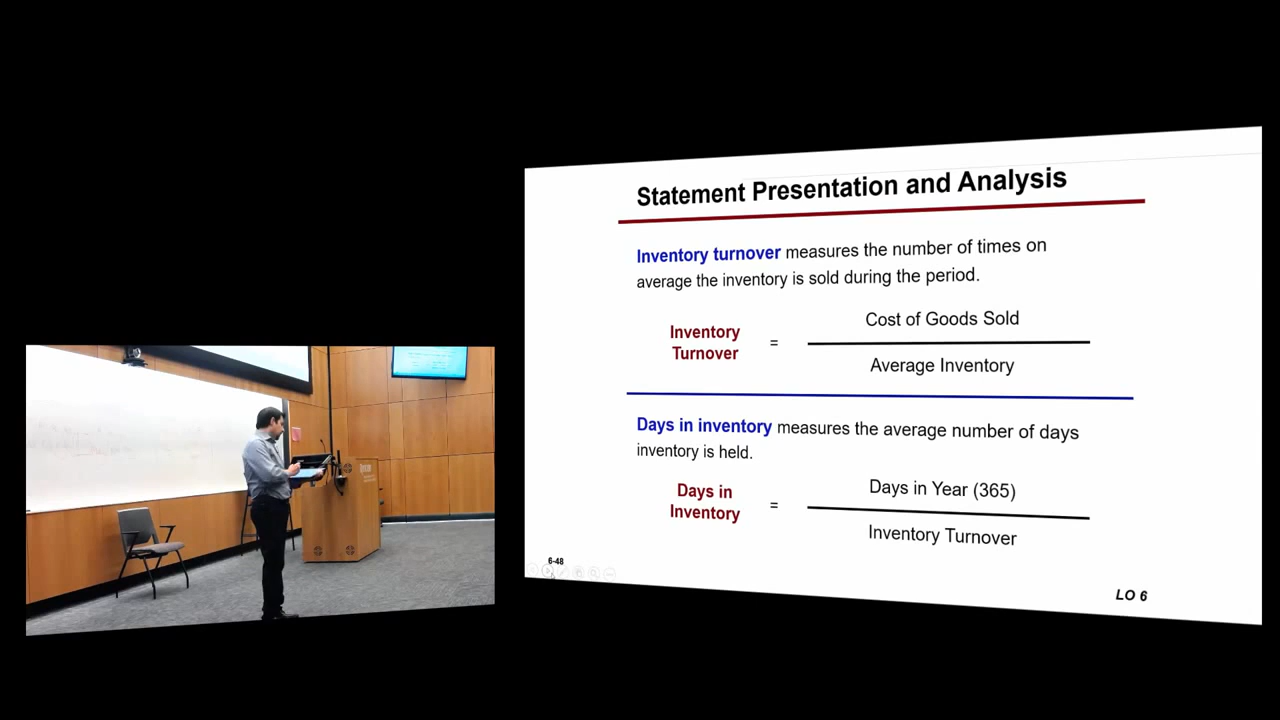 Statement Presentation and Analysis
Inventory turnover measures the number of times on
average the inventory is sold during the period.
Inventory
Turnover
=
Cost of Goods Sold
Average Inventory
Days in inventory measures the average number of days
inventory is held.
Days in
Inventory
=
Days in Year (365)
Inventory Turnover
6-48
LO 6